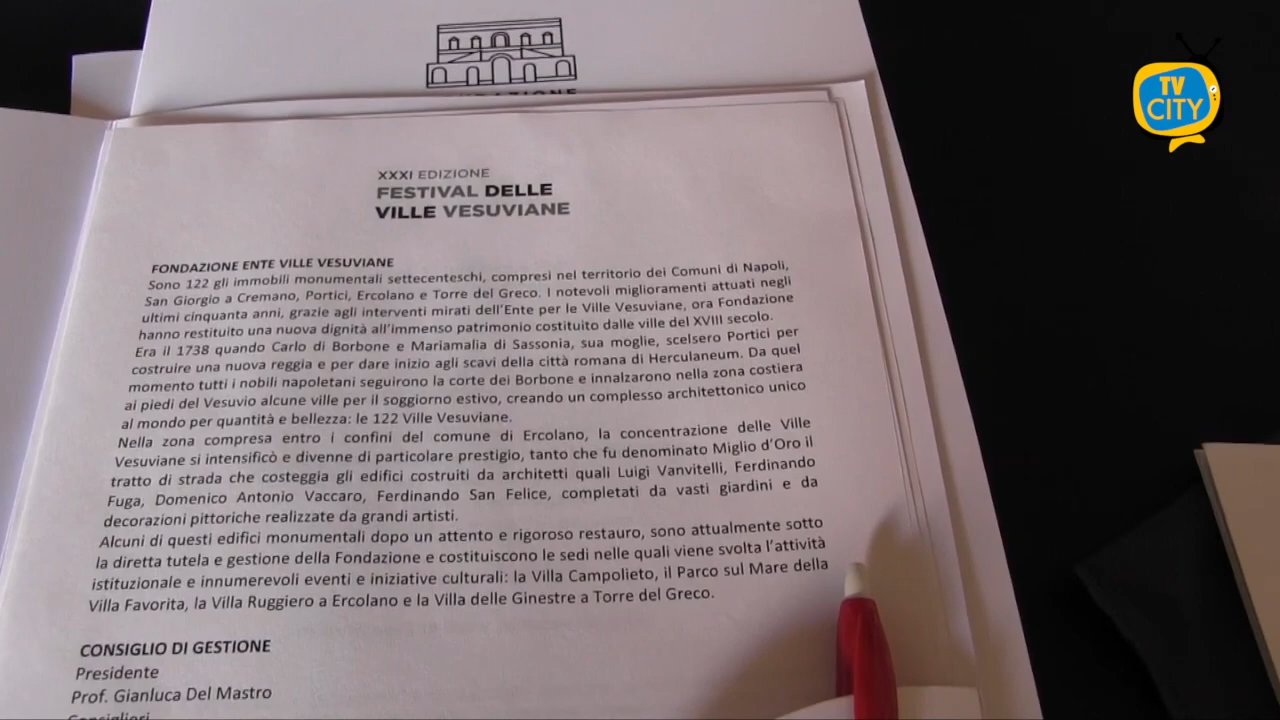 TV
CITY
XXXI EDIZIONE
FESTIVAL DELLE
VILLE VESUVIANE
FONDAZIONE ENTE VILLE VESUVIANE
Sono 122 gli immobili monumentali settecenteschi, compresi nel territorio dei Comuni di Napoli,
San Giorgio a Cremano, Portici, Ercolano e Torre del Greco. I notevoli miglioramenti attuati negli
ultimi cinquanta anni, grazie agli interventi mirati dell'Ente per le Ville Vesuviane, ora Fondazione
hanno restituito una nuova dignità all'immenso patrimonio costituito dalle ville del XVIII secolo.
Era il 1738 quando Carlo di Borbone e Mariamalia di Sassonia, sua moglie, scelsero Portici per
costruire una nuova reggia e per dare inizio agli scavi della città romana di Herculaneum. Da quel
momento tutti i nobili napoletani seguirono la corte dei Borbone e innalzarono nella zona costiera
ai piedi del Vesuvio alcune ville per il soggiorno estivo, creando un complesso architettonico unico
al mondo per quantità e bellezza: le 122 Ville Vesuviane.
Nella zona compresa entro i confini del comune di Ercolano, la concentrazione delle Ville
Vesuviane si intensificò e divenne di particolare prestigio, tanto che fu denominato Miglio d'Oro il
tratto di strada che costeggia gli edifici costruiti da architetti quali Luigi Vanvitelli, Ferdinando
Fuga, Domenico Antonio Vaccaro, Ferdinando San Felice, completati da vasti giardini e da
decorazioni pittoriche realizzate da grandi artisti.
Alcuni di questi edifici monumentali dopo un attento e rigoroso restauro, sono attualmente sotto
la diretta tutela e gestione della Fondazione e costituiscono le sedi nelle quali viene svolta l'attività
istituzionale e innumerevoli eventi e iniziative culturali: la Villa Campolieto, il Parco sul Mare della
Villa Favorita, la Villa Ruggiero a Ercolano e la Villa delle Ginestre a Torre del Greco.
CONSIGLIO DI GESTIONE
Presidente
Prof. Gianluca Del Mastro